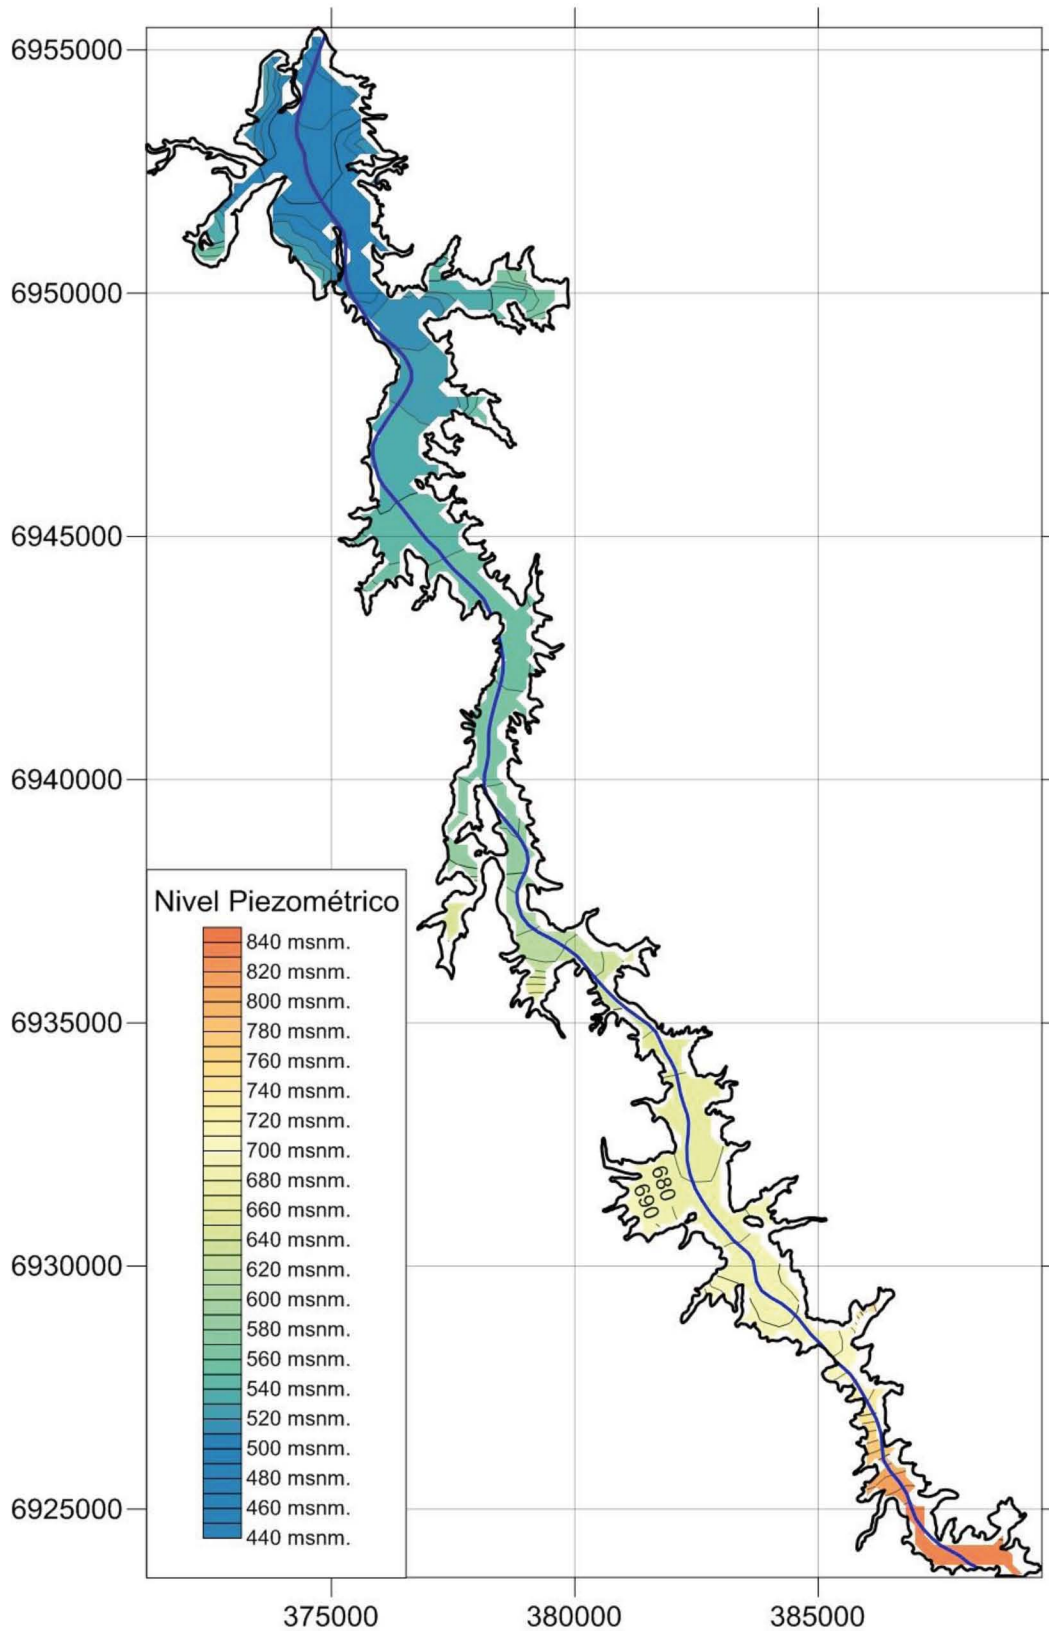 6955000
6950000
6945000
6940000
6935000
6930000
6925000
680
690
Nivel Piezométrico
840 msnm.
820 msnm.
800 msnm.
780 msnm.
760 msnm.
740 msnm.
720 msnm.
700 msnm.
680 msnm.
660 msnm.
640 msnm.
620 msnm.
600 msnm.
580 msnm.
560 msnm.
540 msnm.
520 msnm.
500 msnm.
480 msnm.
460 msnm.
440 msnm.
375000 380000 385000